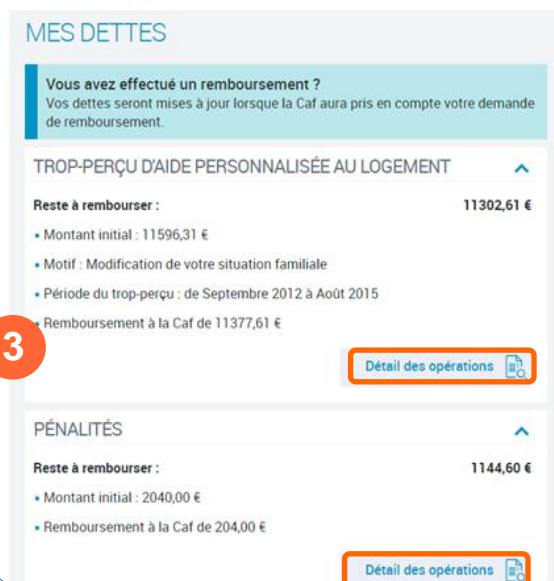 MES DETTES
Vous avez effectué un remboursement ?
Vos dettes seront mises à jour lorsque la Caf aura pris en compte votre demande
de remboursement.
TROP-PERÇU D'AIDE PERSONNALISÉE AU LOGEMENT
Reste à rembourser : 11302,61 €
• Montant initial : 11596,31 €
• Motif : Modification de votre situation familiale
• Période du trop-perçu : de Septembre 2012 à Août 2015
Remboursement à la Caf de 11377,61 €
3
Détail des opérations
PÉNALITÉS
Reste à rembourser : 1144,60 €
• Montant initial : 2040,00 €
• Remboursement à la Caf de 204,00 €
Détail des opérations